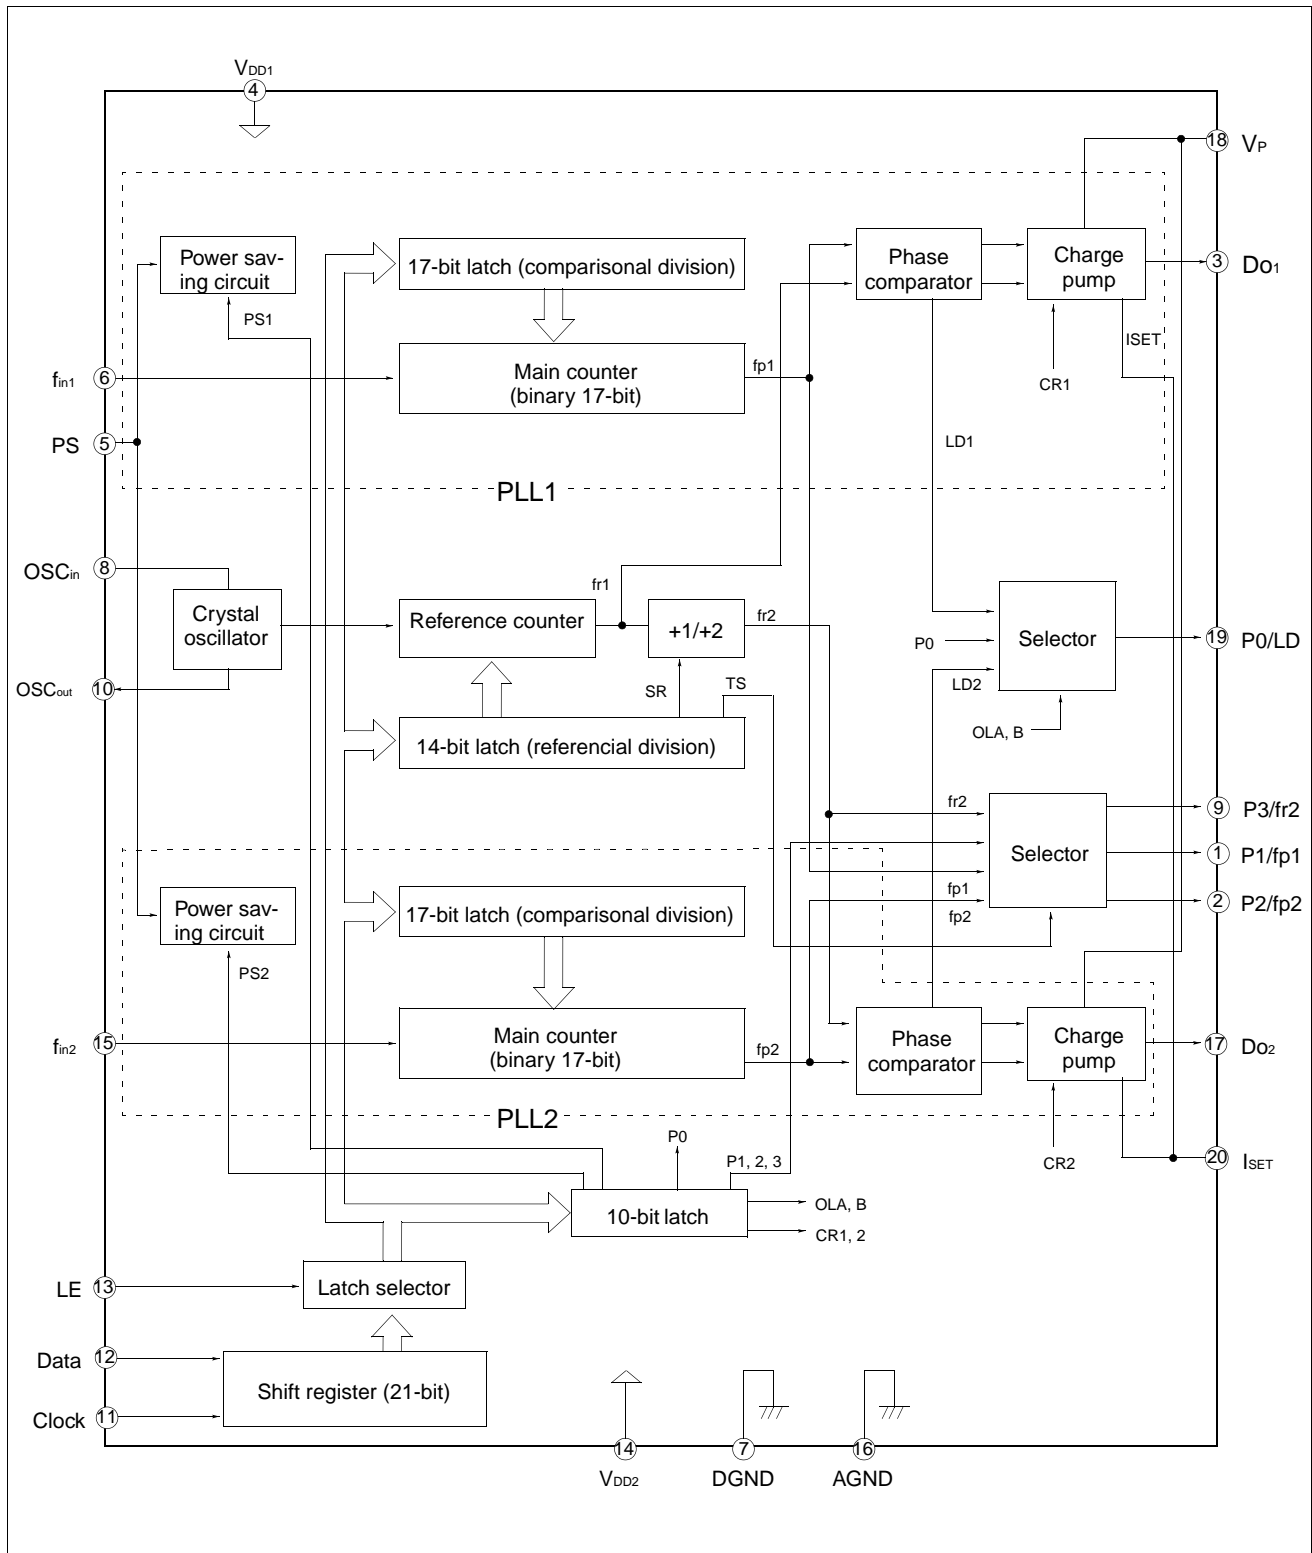 VDD1
4
18
VP
Power sav-
ing circuit
17-bit latch (comparisonal division)
Phase
comparator
Charge
pump
3
Do1
PS1
ISET
fin1
6
Main counter
(binary 17-bit)
fp1
CR1
PS
5
LD1
PLL1
OSCin
8
fr1
Crystal
oscillator
Reference counter
+1/+2
fr2
P0
Selector
19
P0/LD
OSCout
10
SR
TS
LD2
OLA, B
14-bit latch (referencial division)
fr2
9
P3/fr2
Selector
1
P1/fp1
Power sav-
ing circuit
17-bit latch (comparisonal division)
fp1
2
P2/fp2
fp2
PS2
fin2
15
Main counter
(binary 17-bit)
fp2
Phase
comparator
Charge
pump
17
Do2
PLL2
P0
P1, 2, 3
CR2
20
ISET
10-bit latch
OLA, B
CR1, 2
LE
13
Latch selector
Data
12
Shift register (21-bit)
Clock
11
14
7
16
VDD2
DGND
AGND